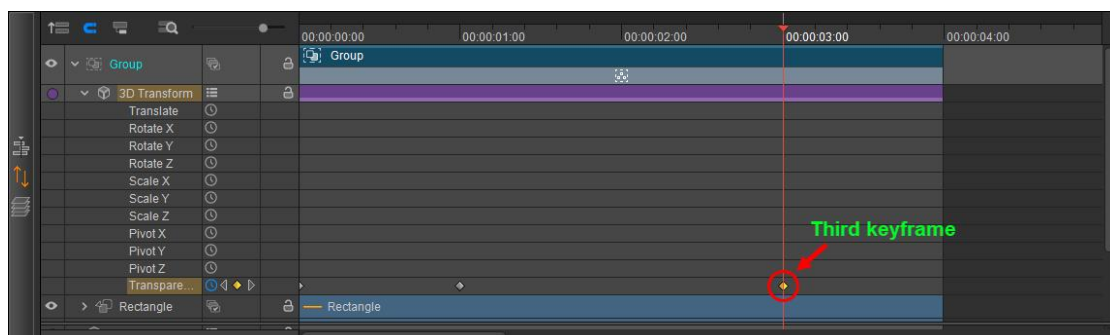 00:00:00:00 00:00:01:00 00:00:02:00 00:00:03:00 00:00:04:00
Group Group
3D Transform
Translate
Rotate X
Rotate Y
Rotate Z
Scale X
Scale Y
Scale Z
Pivot X
Third keyframe
Pivot Y
Pivot Z
Transpare...
Rectangle Rectangle